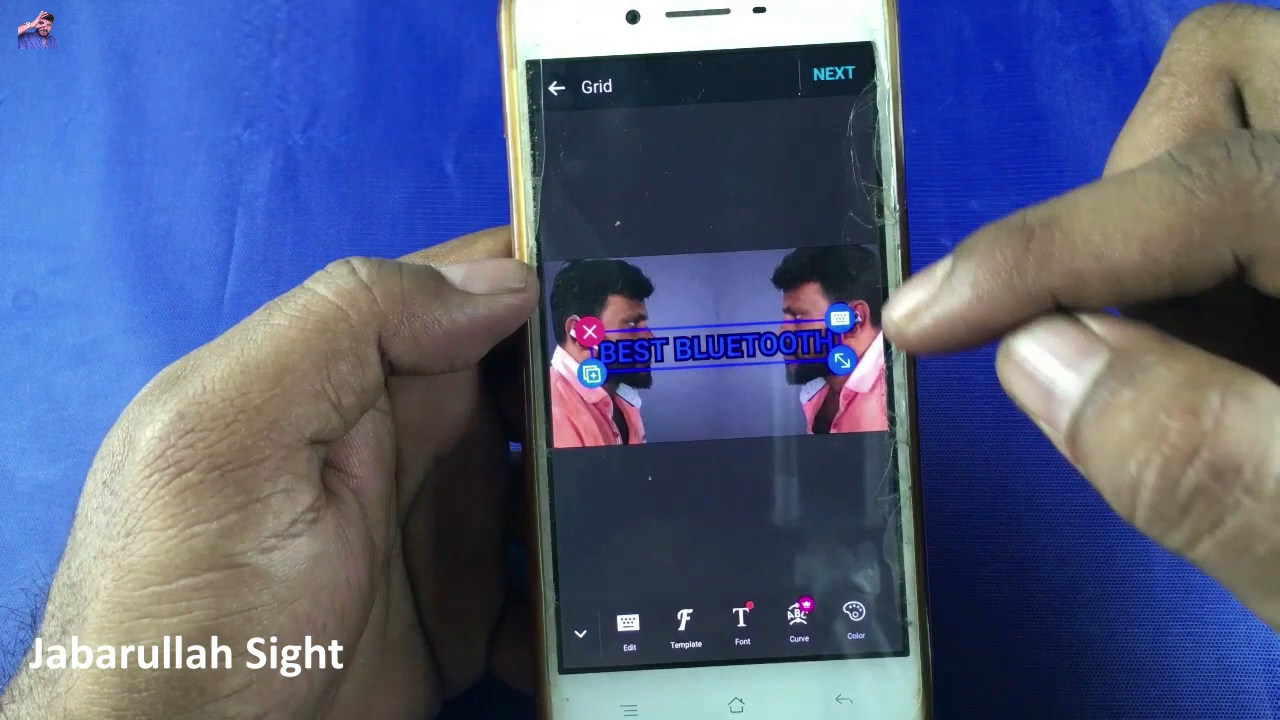 Grid
NEXT
BEST BLUETOOTH
Edit
Template
Font
Curve
Color
Jabarullah Sight